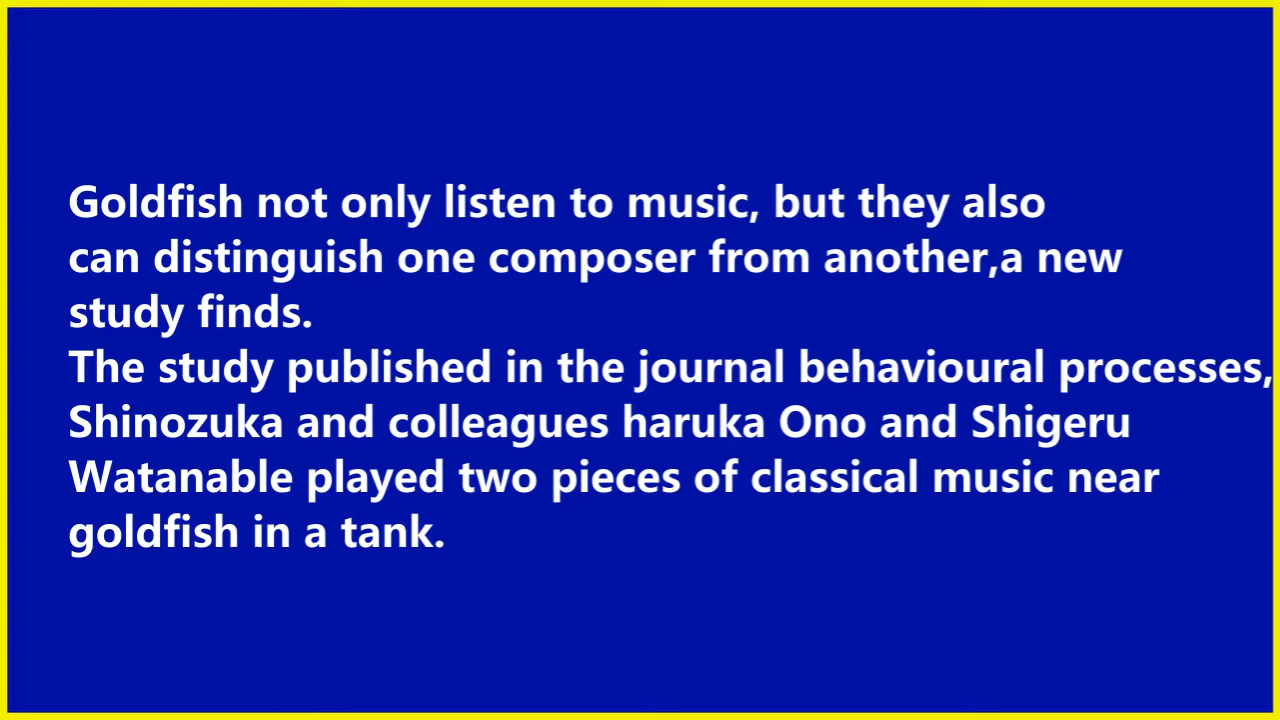 Goldfish not only listen to music, but they also
can distinguish one composer from another,a new
study finds.
The study published in the journal behavioural processes,
Shinozuka and colleagues haruka Ono and Shigeru
Watanable played two pieces of classical music near
goldfish in a tank.